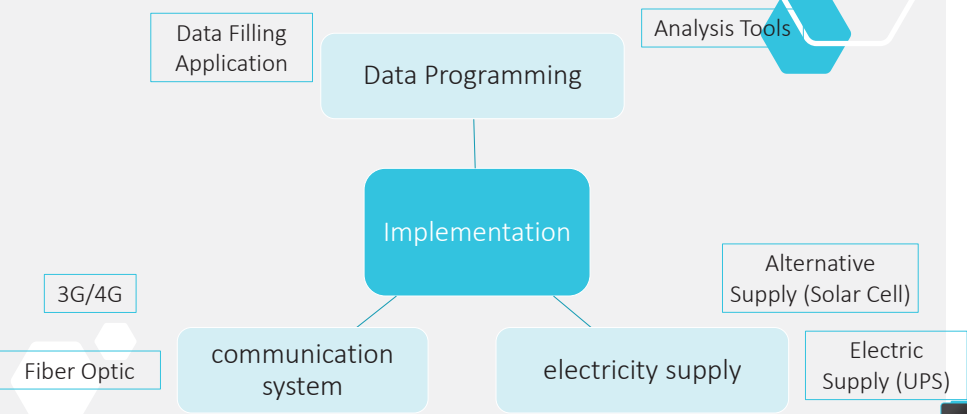 Data Filling
Application
Data Programming
Analysis Tools
Implementation
3G/4G
Fiber Optic
communication
system
electricity supply
Alternative
Supply (Solar Cell)
Electric
Supply (UPS)